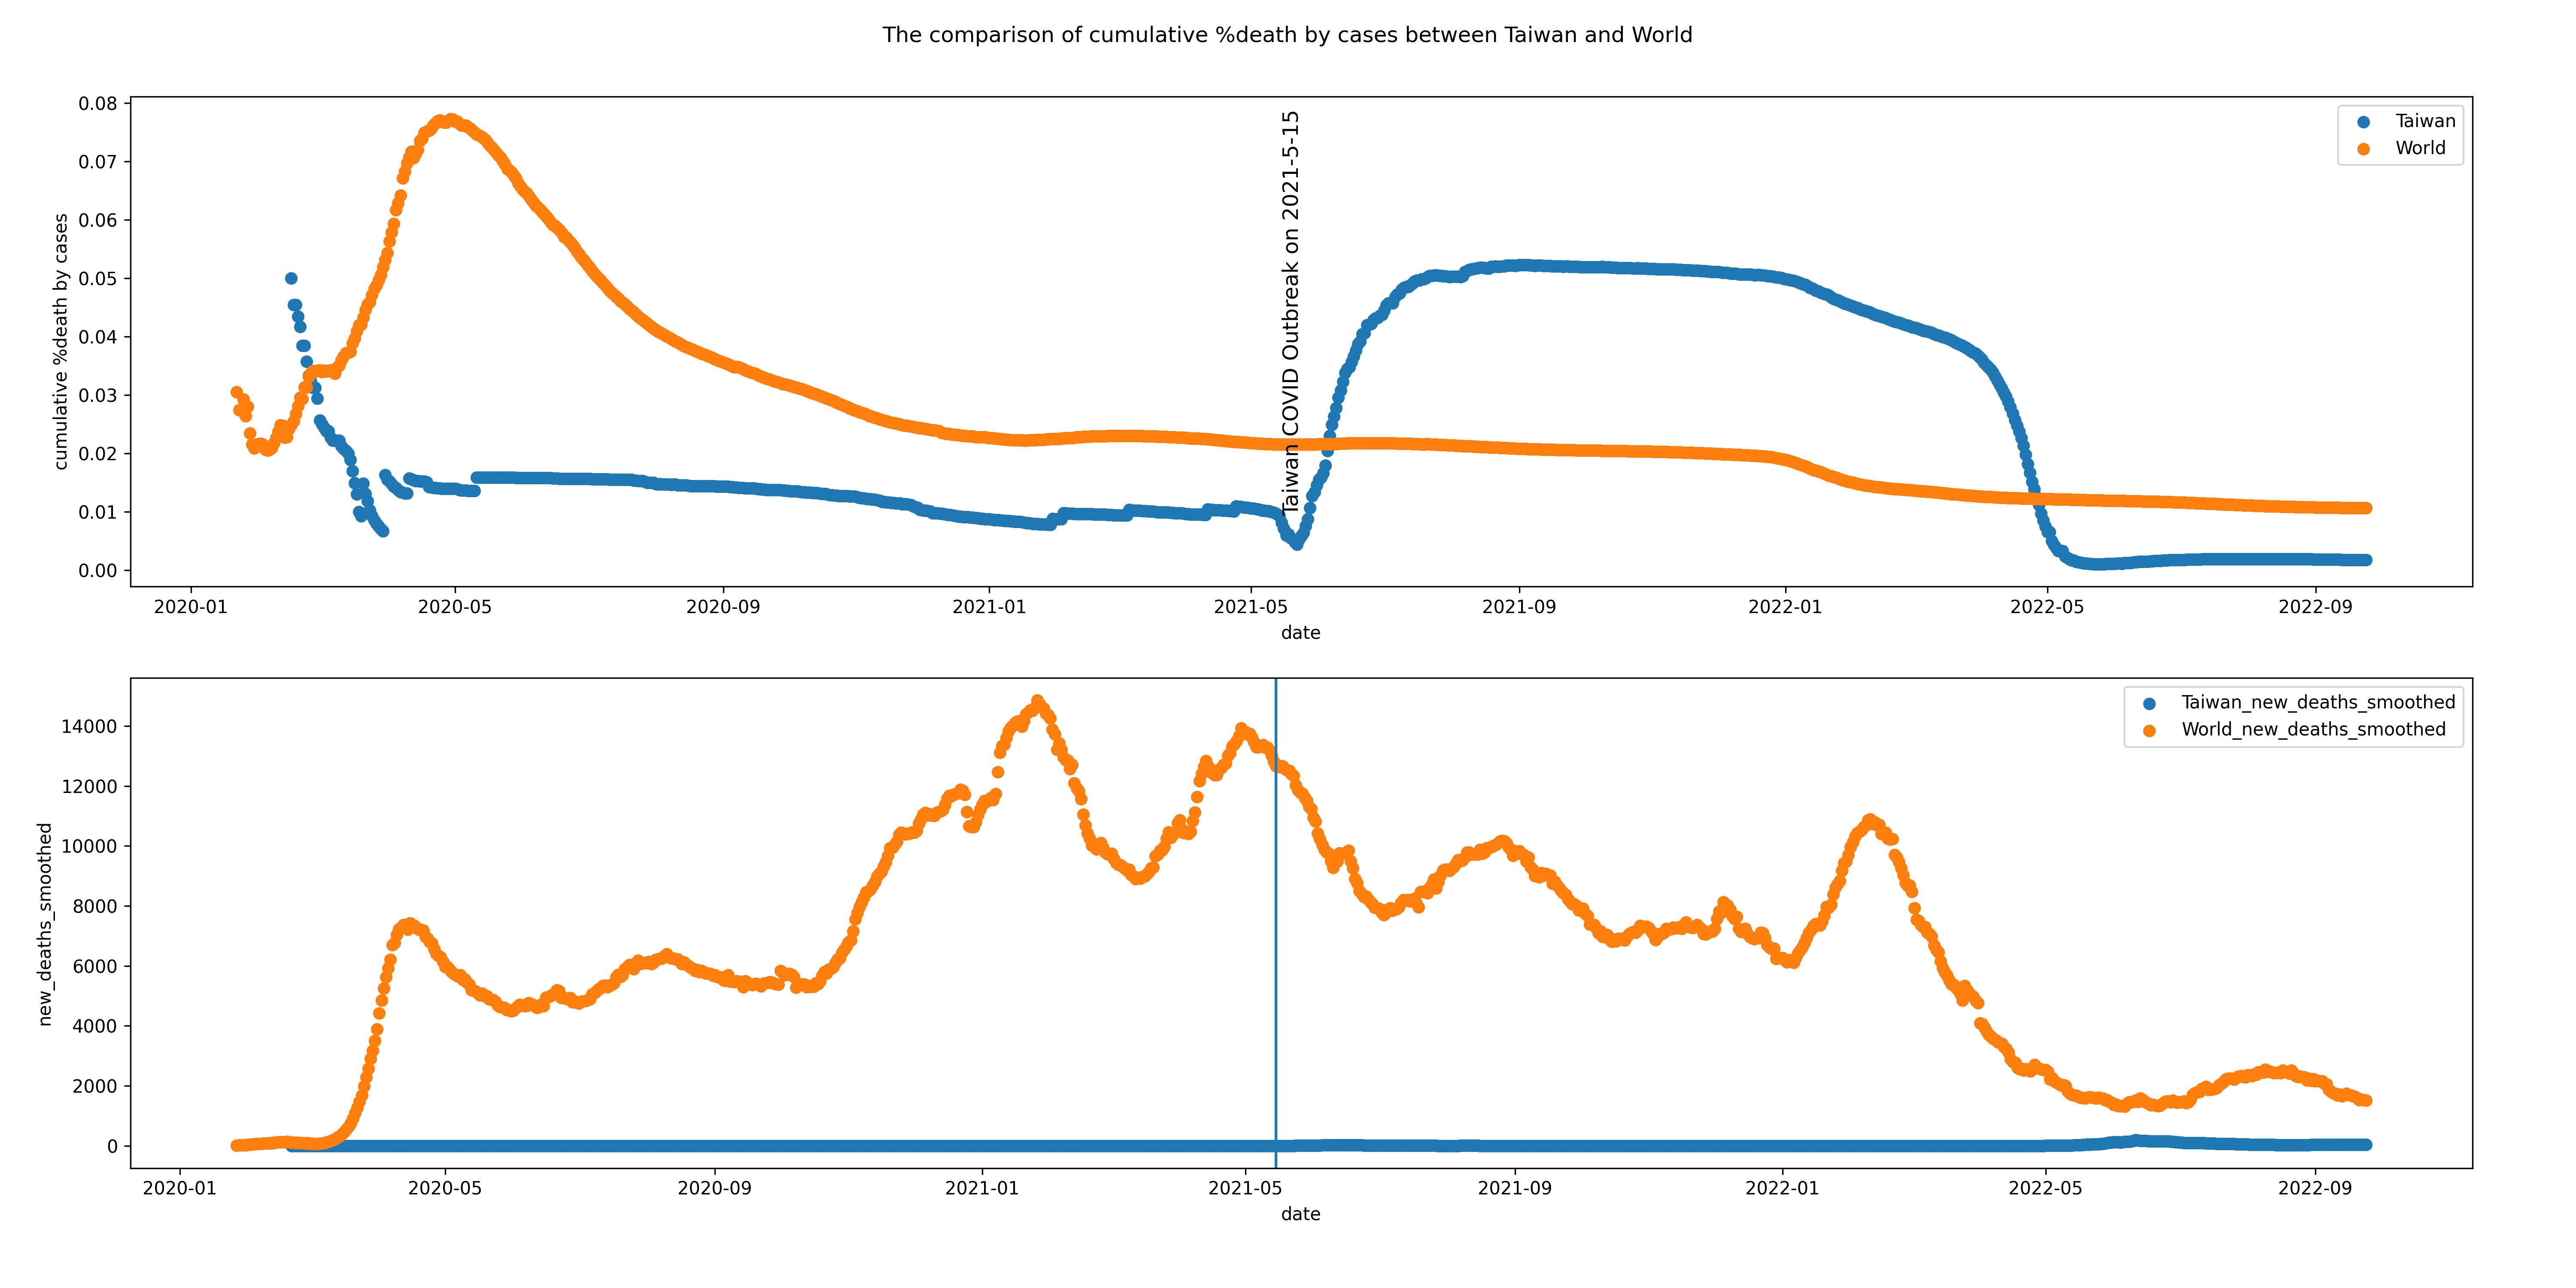 The comparison of cumulative %death by cases between Taiwan and World
cumulative %death by cases
0.08
0.07
0.06
0.05
0.04
0.03
0.02
0.01
0.00
Taiwan COVID Outbreak on 2021-5-15
Taiwan
World
2020-01 2020-05 2020-09 2021-01 2021-05 2021-09 2022-01 2022-05 2022-09
date
new_deaths_smoothed
14000
12000
10000
8000
6000
4000
2000
0
Taiwan_new_deaths_smoothed
World_new_deaths_smoothed
2020-01 2020-05 2020-09 2021-01 2021-05 2021-09 2022-01 2022-05 2022-09
date